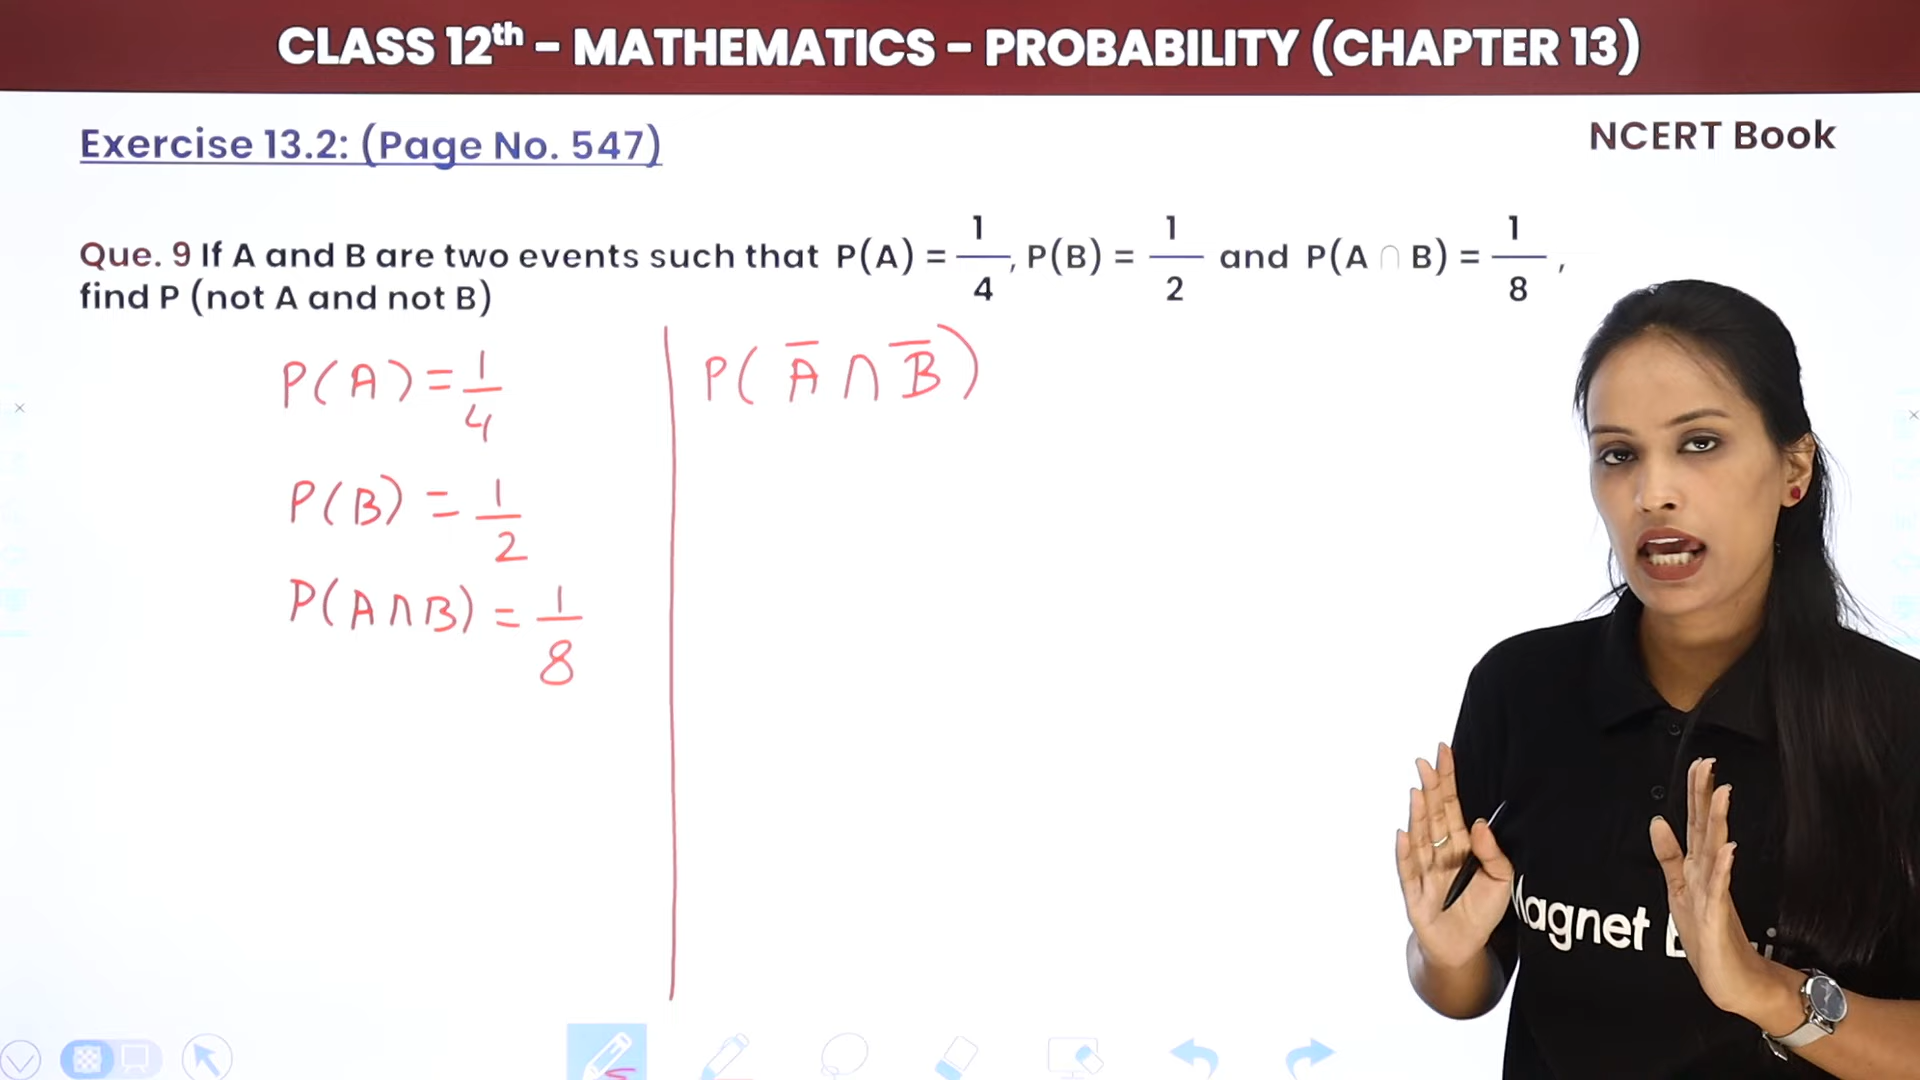 CLASS 12th – MATHEMATICS – PROBABILITY (CHAPTER 13)
Exercise 13.2: (Page No. 547)
NCERT Book
Que. 9 If A and B are two events such that P(A) = 1/4, P(B) = 1/2 and P(A ∩ B) = 1/8,
find P (not A and not B)
P(A) = 1/4
P(B) = 1/2
P(A∩B) = 1/8
P(A̅ ∩ B̅)
Magnet